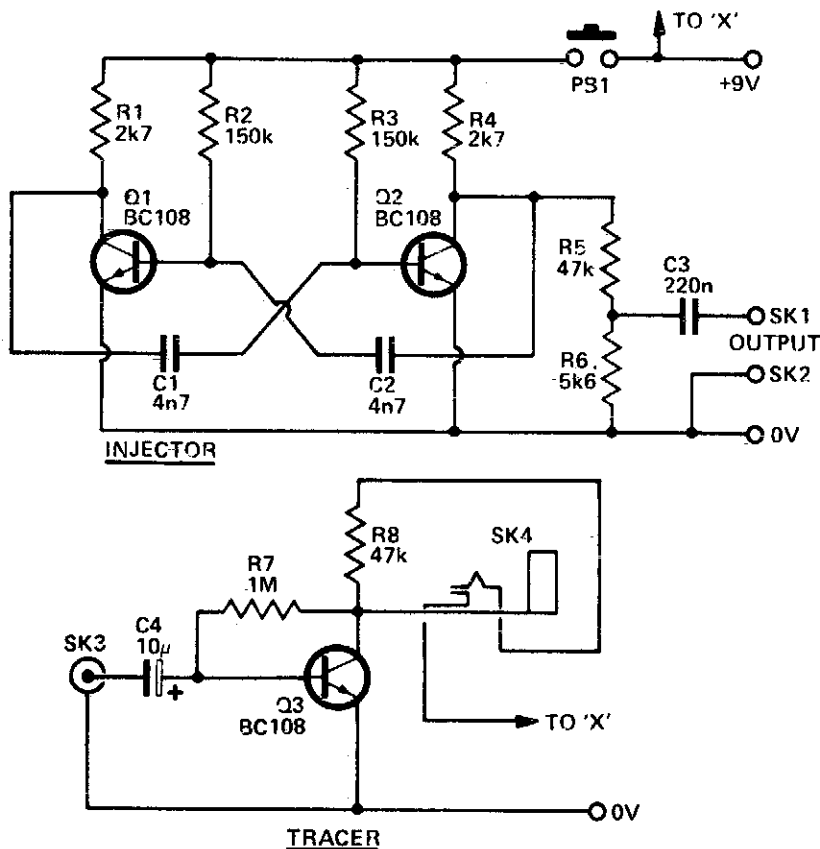 TO 'X'
PB1
+9V
R1
2k7
R2
150k
R3
150k
R4
2k7
Q1
BC108
Q2
BC108
R5
47k
C3
220n
SK1
OUTPUT
R6
5k6
SK2
C1
4n7
C2
4n7
0V
INJECTOR
R8
47k
SK4
R7
1M
C4
10μ
+
SK3
Q3
BC108
TO 'X'
0V
TRACER